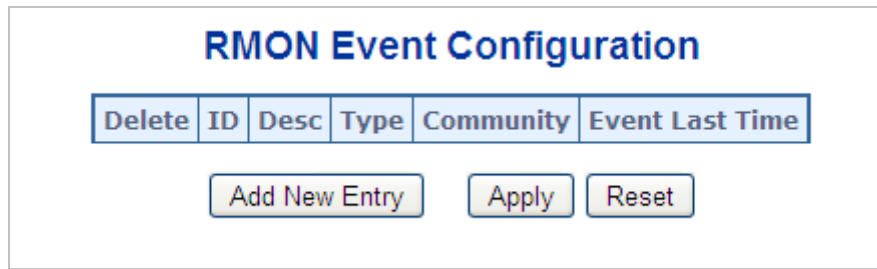 RMON Event Configuration
Delete ID Desc Type Community Event Last Time
Add New Entry Apply Reset